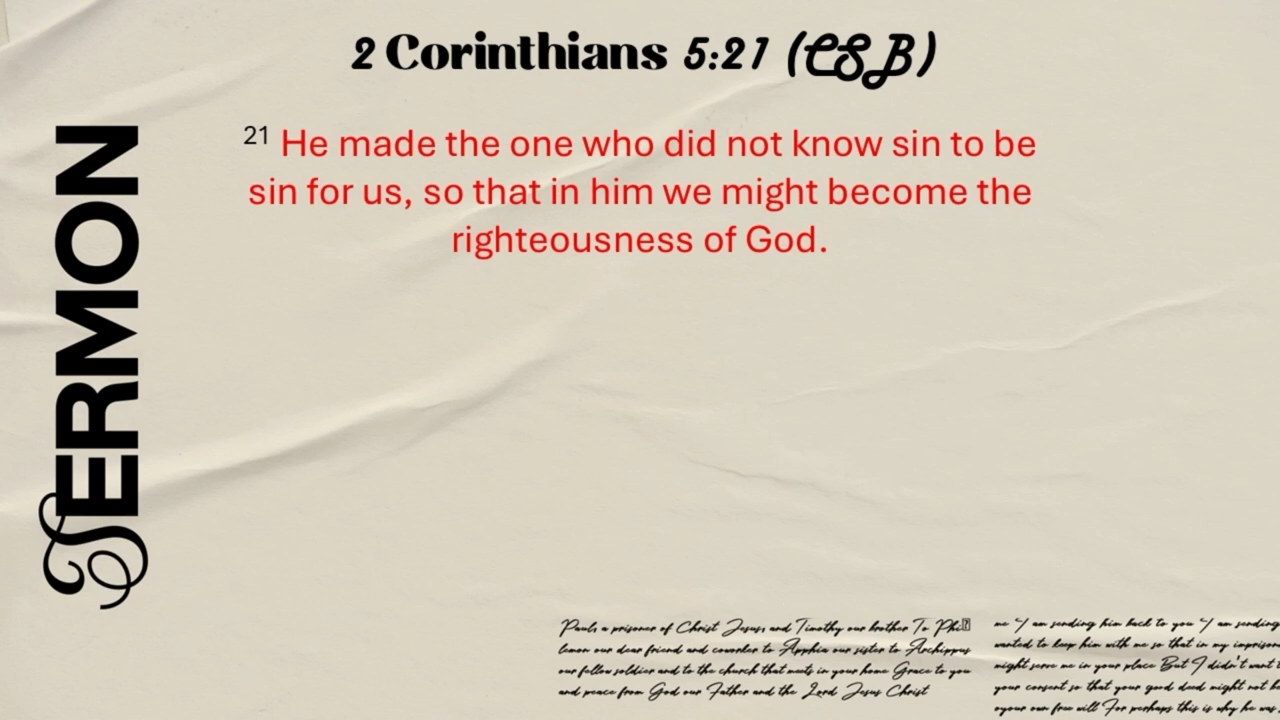 2 Corinthians 5:21 (CSB)
SERMON
21 He made the one who did not know sin to be
sin for us, so that in him we might become the
righteousness of God.
Paul, a prisoner of Christ Jesus, and Timothy our brother To Phi
lemon our dear friend and coworker to Apphia our sister to Archippus
our fellow soldier and to the church that meets in your home Grace to you
and peace from God our Father and the Lord Jesus Christ
me I am sending him back to you I am sending
wanted to keep him with me so that in my imprison
might serve me in your place But I didn't want
your consent so that your good deed might not b
oyour own free will For perhaps this is why he was